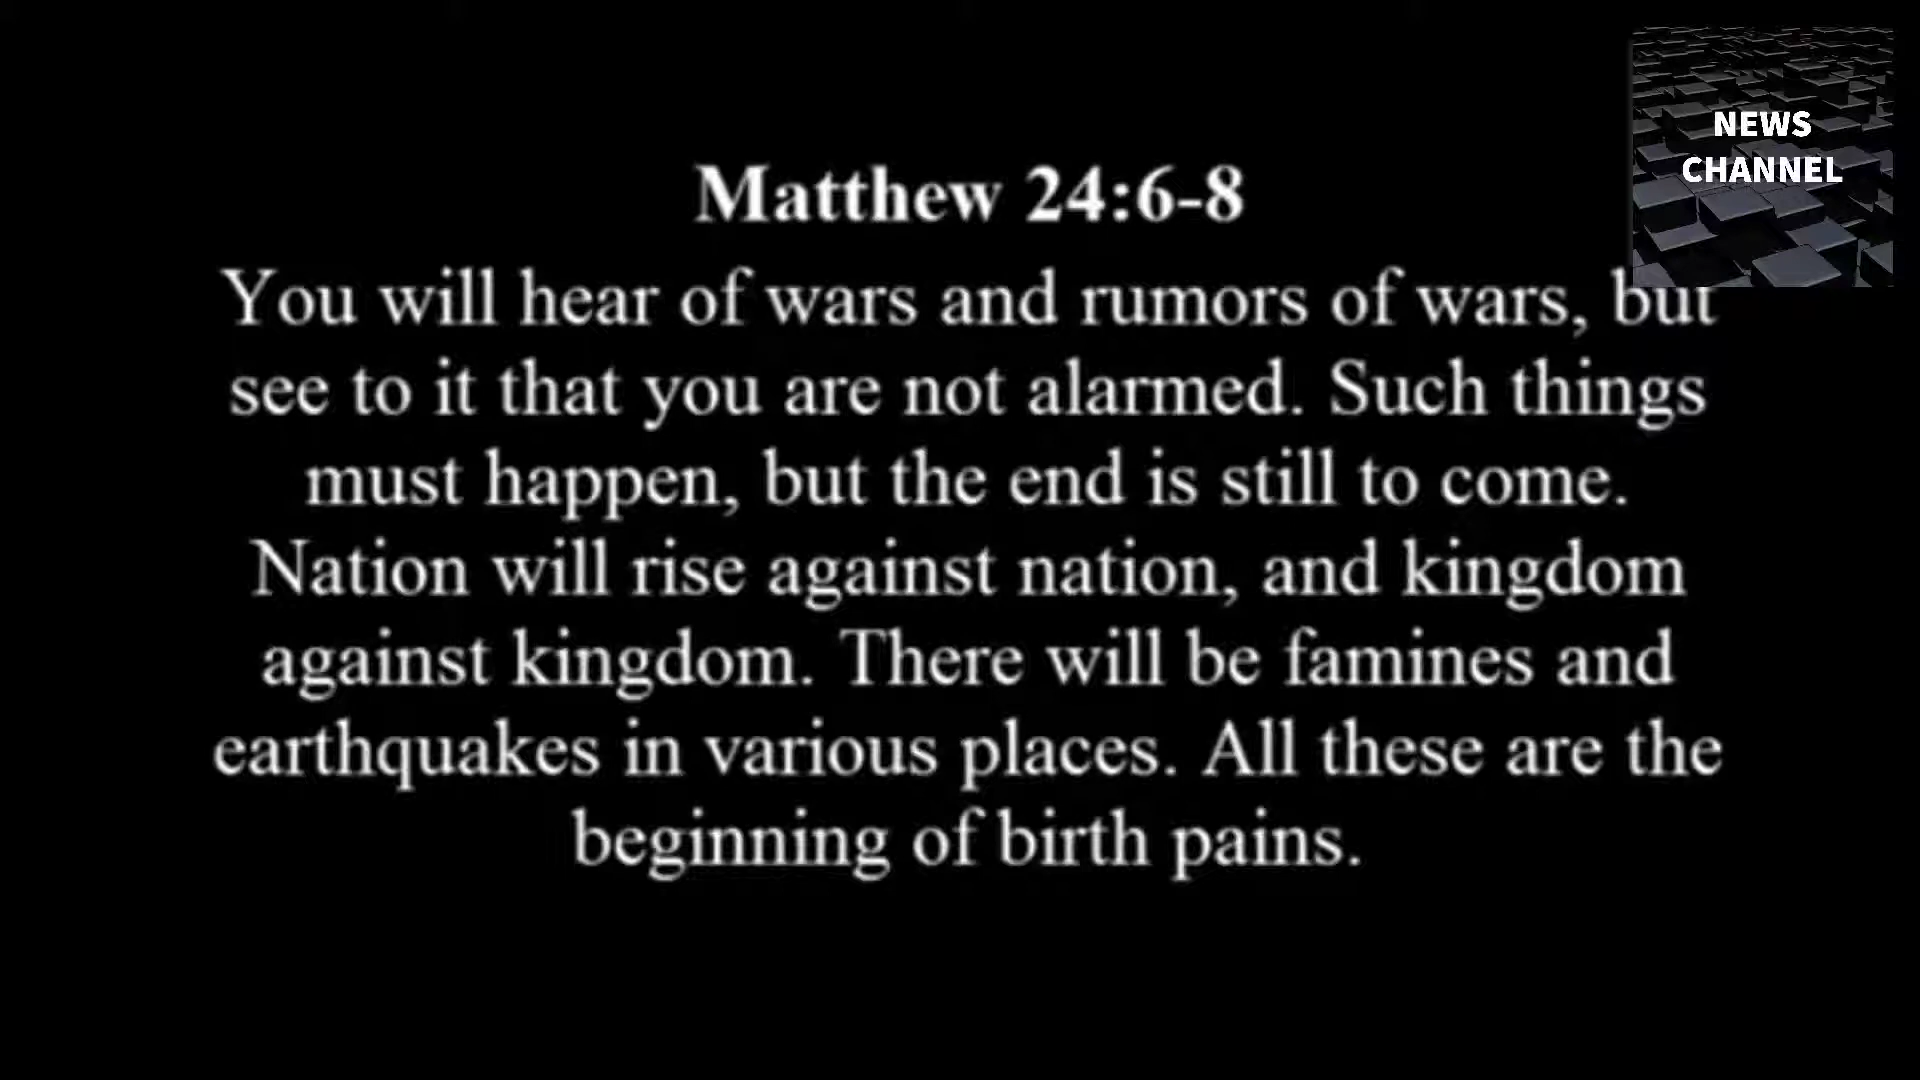 NEWS
CHANNEL
Matthew 24:6-8
You will hear of wars and rumors of wars, but
see to it that you are not alarmed. Such things
must happen, but the end is still to come.
Nation will rise against nation, and kingdom
against kingdom. There will be famines and
earthquakes in various places. All these are the
beginning of birth pains.